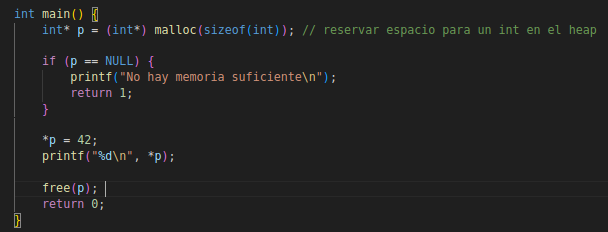 int main() {
    int* p = (int*) malloc(sizeof(int)); // reservar espacio para un int en el heap
    if (p == NULL) {
        printf("No hay memoria suficiente\n");
        return 1;
    }
    *p = 42;
    printf("%d\n", *p);
    free(p);
    return 0;
}